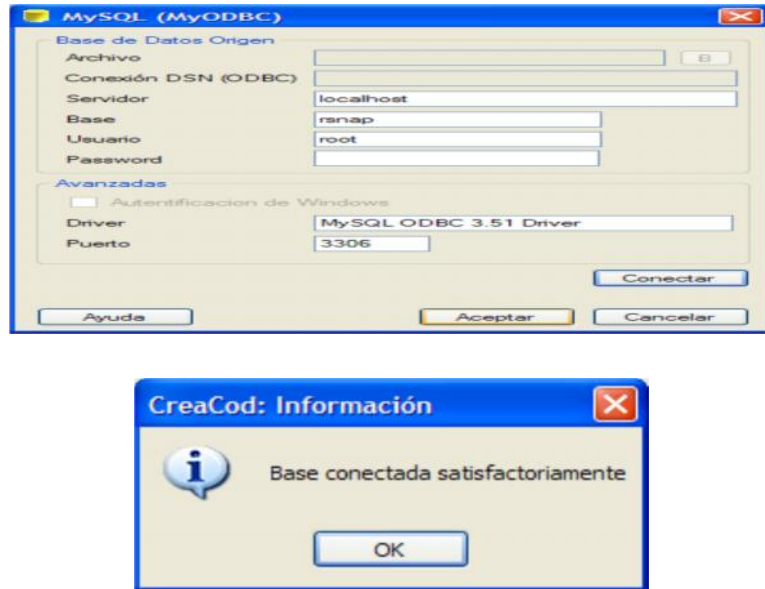 MySQL (MyODBC)
Base de Datos Origen
Archivo
B
Conexión DSN (ODBC)
Servidor localhost
Base rsnap
Usuario root
Password
Avanzadas
Autentificacion de Windows
Driver MySQL ODBC 3.51 Driver
Puerto 3306
Conectar
Ayuda Aceptar Cancelar
CreaCod: Información
Base conectada satisfactoriamente
OK